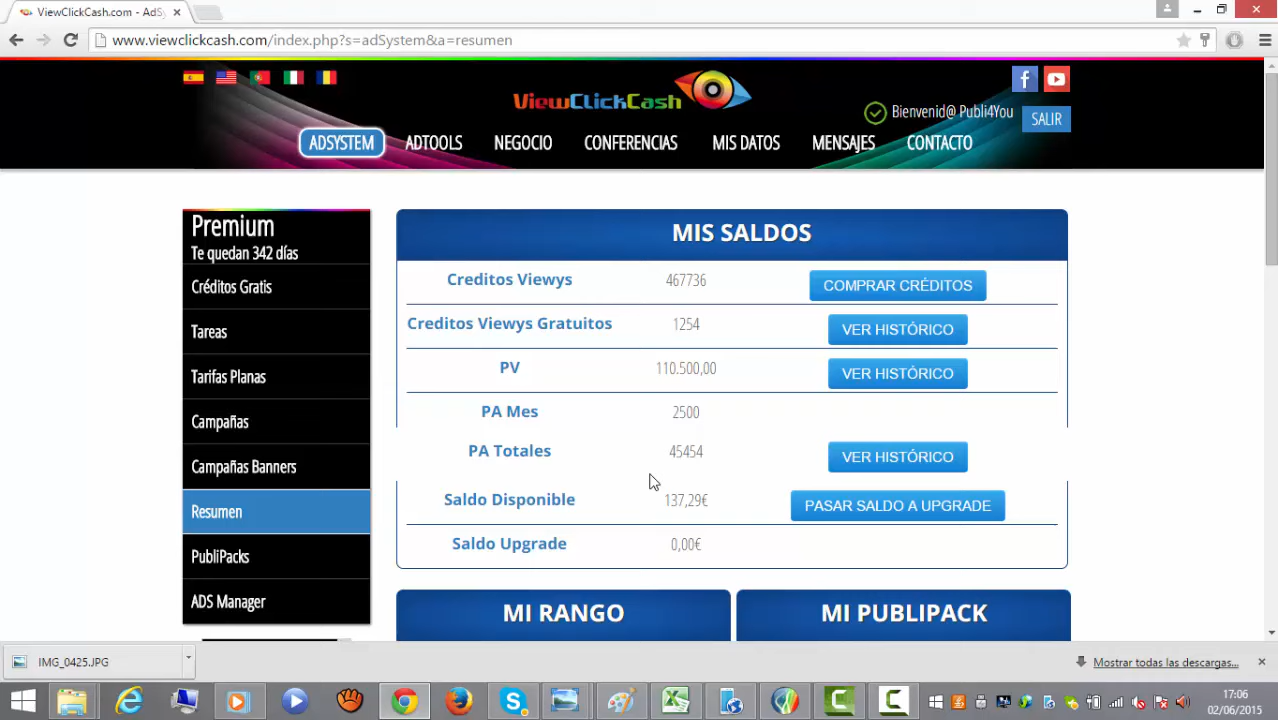 ViewClickCash.com - AdSy
www.viewclickcash.com/index.php?s=adSystem&a=resumen
ViewClickCash
Bienvenid@ Publi4You
SALIR
ADSYSTEM ADTOOLS NEGOCIO CONFERENCIAS MIS DATOS MENSAJES CONTACTO
Premium
Te quedan 342 días
Créditos Gratis
Tareas
Tarifas Planas
Campañas
Campañas Banners
Resumen
PubliPacks
ADS Manager
MIS SALDOS
Creditos Viewys 467736 COMPRAR CRÉDITOS
Creditos Viewys Gratuitos 1254 VER HISTÓRICO
PV 110.500,00 VER HISTÓRICO
PA Mes 2500
PA Totales 45454 VER HISTÓRICO
Saldo Disponible 137,29€ PASAR SALDO A UPGRADE
Saldo Upgrade 0,00€
MI RANGO MI PUBLIPACK
IMG_0425.JPG
Mostrar todas las descargas...
17:06
02/06/2015